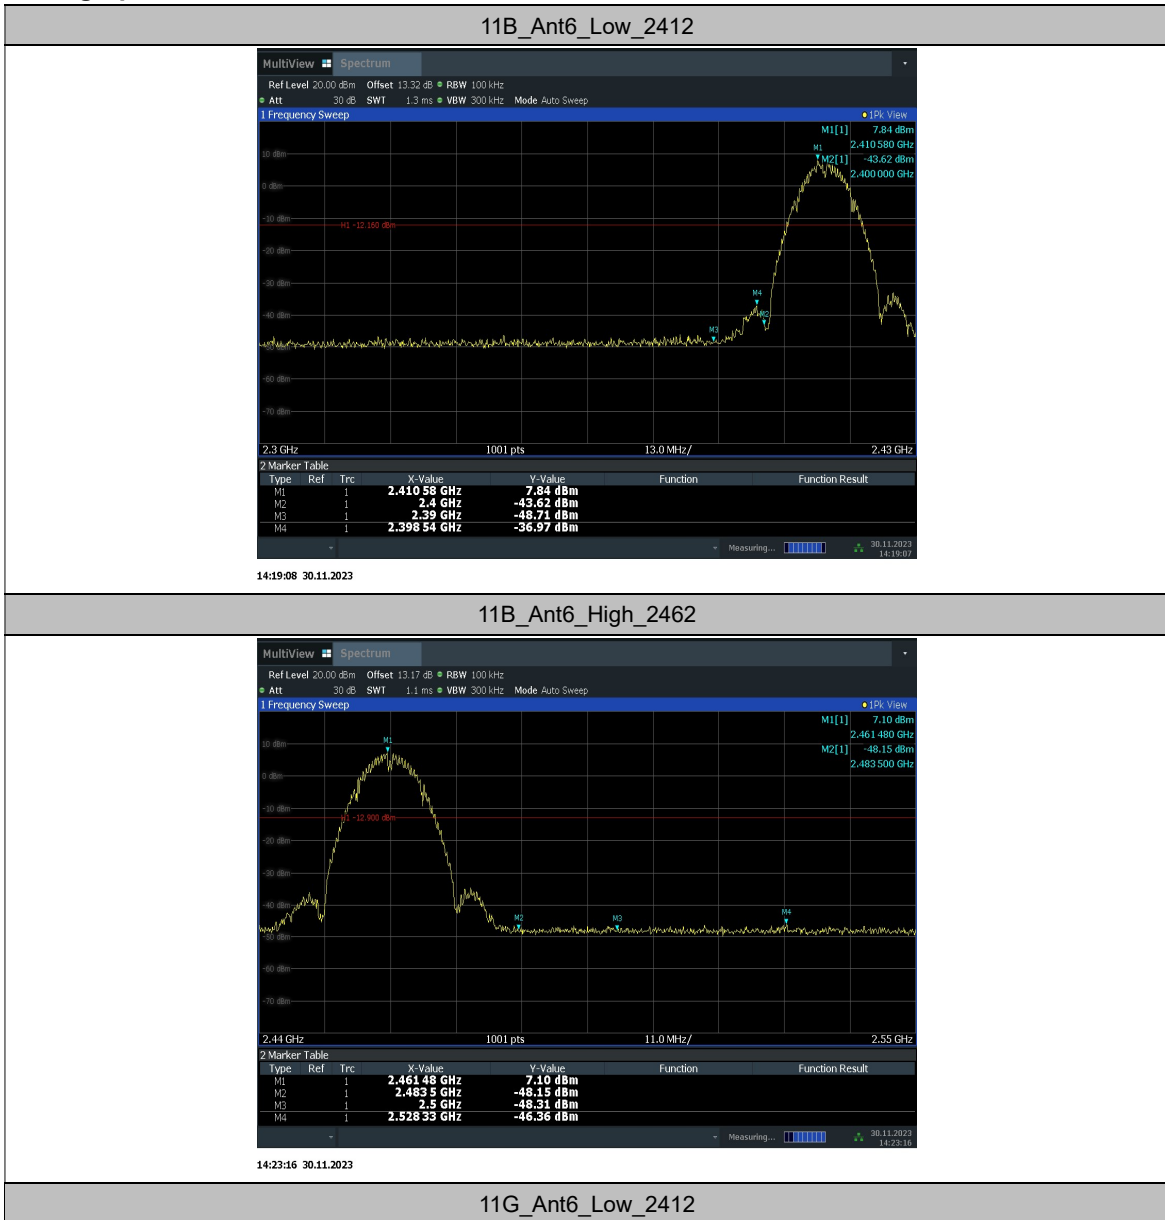 11B_Ant6_Low_2412
MultiView Spectrum
Ref Level 20.00 dBm Offset 13.32 dB RBW 100 kHz
Att 30 dB SWT 1.3 ms VBW 300 kHz Mode Auto Sweep
1 Frequency Sweep 1Pk View
M1[1] 7.84 dBm
2.410 580 GHz
M2[1] -43.62 dBm
2.400 000 GHz
M1
10 dBm
0 dBm
-10 dBm
H1 -12.160 dBm
-20 dBm
-30 dBm
M4
-40 dBm
M2
M3
-50 dBm
-60 dBm
-70 dBm
2.3 GHz 1001 pts 13.0 MHz/ 2.43 GHz
2 Marker Table
Type Ref Trc X-Value Y-Value Function Function Result
M1 1 2.410 58 GHz 7.84 dBm
M2 1 2.4 GHz -43.62 dBm
M3 1 2.39 GHz -48.71 dBm
M4 1 2.398 54 GHz -36.97 dBm
Measuring... 30.11.2023
14:19:07
14:19:08 30.11.2023
11B_Ant6_High_2462
MultiView Spectrum
Ref Level 20.00 dBm Offset 13.17 dB RBW 100 kHz
Att 30 dB SWT 1.1 ms VBW 300 kHz Mode Auto Sweep
1 Frequency Sweep 1Pk View
M1[1] 7.10 dBm
2.461 480 GHz
M2[1] -48.15 dBm
2.483 500 GHz
M1
10 dBm
0 dBm
-10 dBm
H1 -12.900 dBm
-20 dBm
-30 dBm
-40 dBm
M2 M3 M4
-50 dBm
-60 dBm
-70 dBm
2.44 GHz 1001 pts 11.0 MHz/ 2.55 GHz
2 Marker Table
Type Ref Trc X-Value Y-Value Function Function Result
M1 1 2.461 48 GHz 7.10 dBm
M2 1 2.483 5 GHz -48.15 dBm
M3 1 2.5 GHz -48.31 dBm
M4 1 2.528 33 GHz -46.36 dBm
Measuring... 30.11.2023
14:23:16
14:23:16 30.11.2023
11G_Ant6_Low_2412